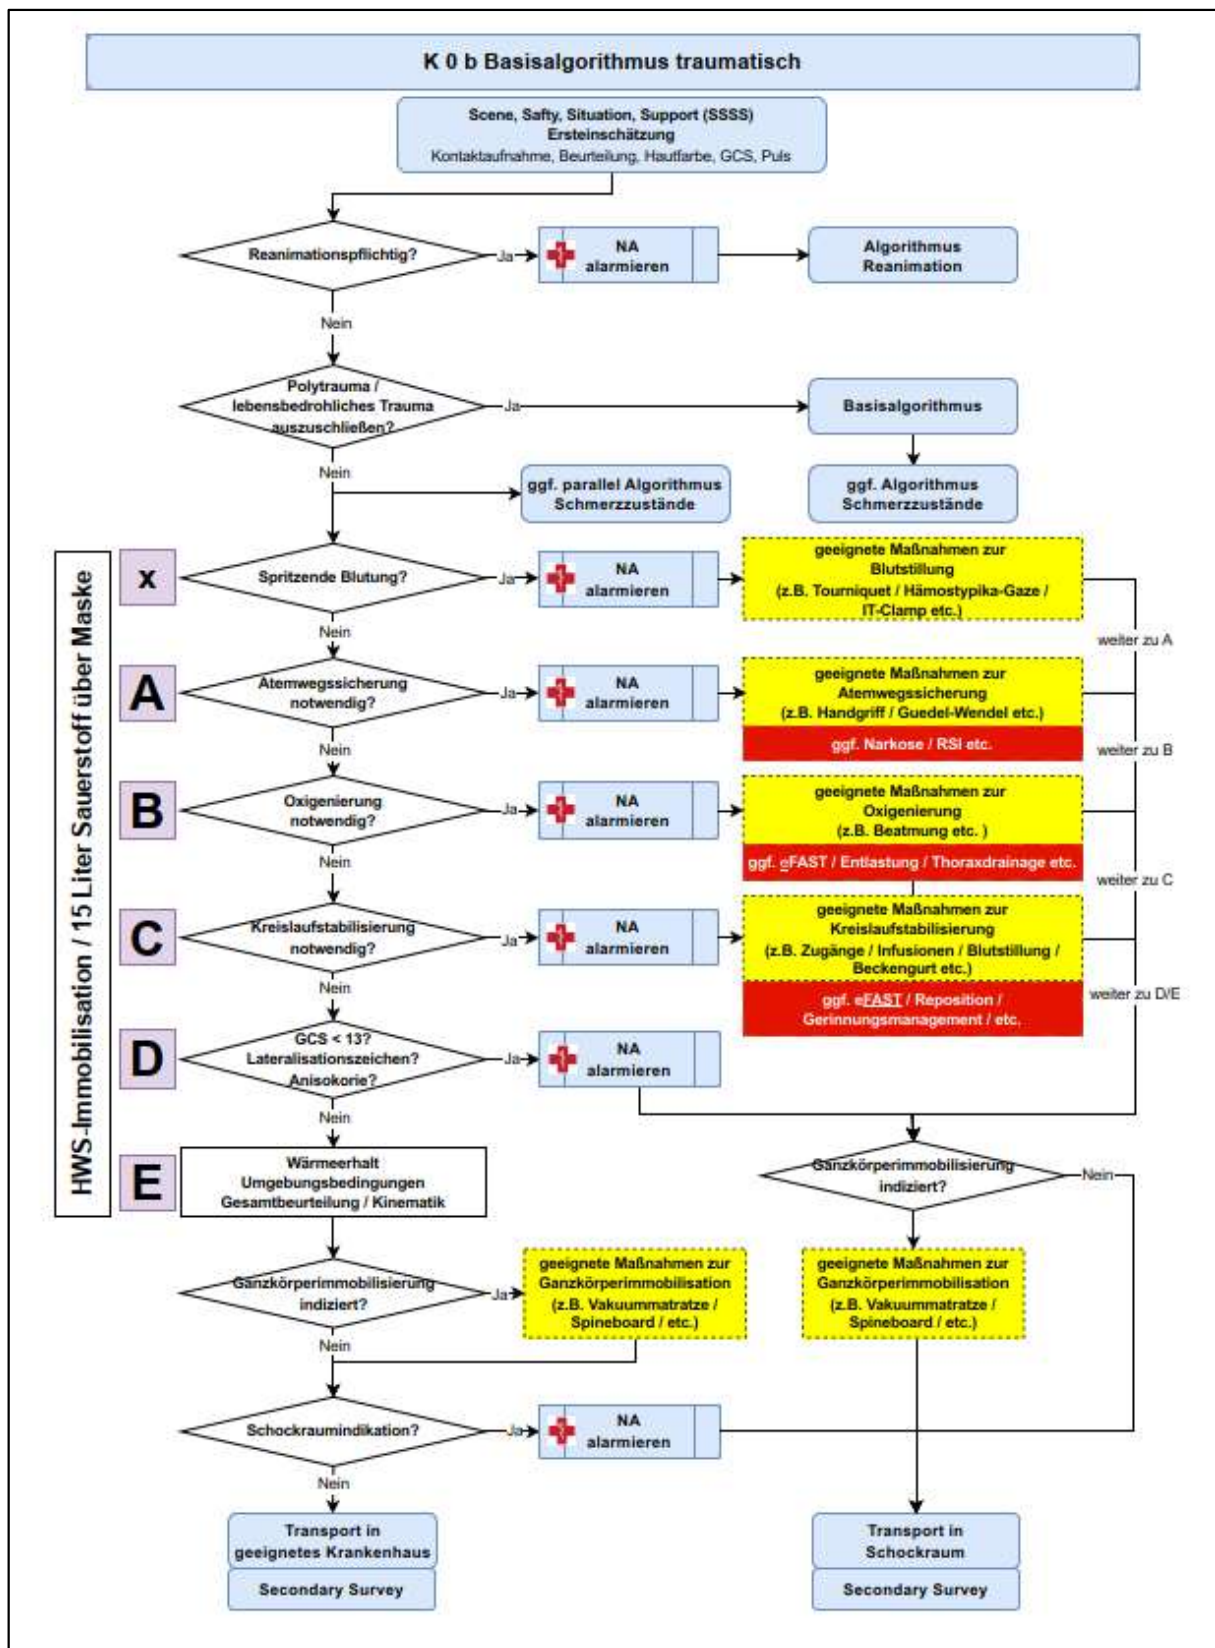 K 0 b Basisalgorithmus traumatisch
Scene, Safty, Situation, Support (SSSS)
Ersteinschätzung
Kontaktaufnahme, Beurteilung, Hautfarbe, GCS, Puls
Reanimationspflichtig?
Ja
NA
alarmieren
Algorithmus
Reanimation
Nein
Polytrauma /
lebensbedrohliches Trauma
auszuschließen?
Ja
Basisalgorithmus
Nein
ggf. parallel Algorithmus
Schmerzzustände
ggf. Algorithmus
Schmerzzustände
HWS-Immobilisation / 15 Liter Sauerstoff über Maske
x
Spritzende Blutung?
Ja
NA
alarmieren
geeignete Maßnahmen zur
Blutstillung
(z.B. Tourniquet / Hämostypika-Gaze /
IT-Clamp etc.)
weiter zu A
Nein
A
Atemwegssicherung
notwendig?
Ja
NA
alarmieren
geeignete Maßnahmen zur
Atemwegssicherung
(z.B. Handgriff / Guedel-Wendel etc.)
ggf. Narkose / RSI etc.
weiter zu B
Nein
B
Oxigenierung
notwendig?
Ja
NA
alarmieren
geeignete Maßnahmen zur
Oxigenierung
(z.B. Beatmung etc. )
ggf. eFAST / Entlastung / Thoraxdrainage etc.
weiter zu C
Nein
C
Kreislaufstabilisierung
notwendig?
Ja
NA
alarmieren
geeignete Maßnahmen zur
Kreislaufstabilisierung
(z.B. Zugänge / Infusionen / Blutstillung /
Beckengurt etc.)
ggf. eFAST / Reposition /
Gerinnungsmanagement / etc.
weiter zu D/E
Nein
D
GCS < 13?
Lateralisationszeichen?
Anisokorie?
Ja
NA
alarmieren
Nein
E
Wärmeerhalt
Umgebungsbedingungen
Gesamtbeurteilung / Kinematik
Ganzkörperimmobilisierung
indiziert?
Nein
Ganzkörperimmobilisierung
indiziert?
Ja
geeignete Maßnahmen zur
Ganzkörperimmobilisation
(z.B. Vakuummatratze /
Spineboard / etc.)
geeignete Maßnahmen zur
Ganzkörperimmobilisation
(z.B. Vakuummatratze /
Spineboard / etc.)
Nein
Schockraumindikation?
Ja
NA
alarmieren
Nein
Transport in
geeignetes Krankenhaus
Secondary Survey
Transport in
Schockraum
Secondary Survey